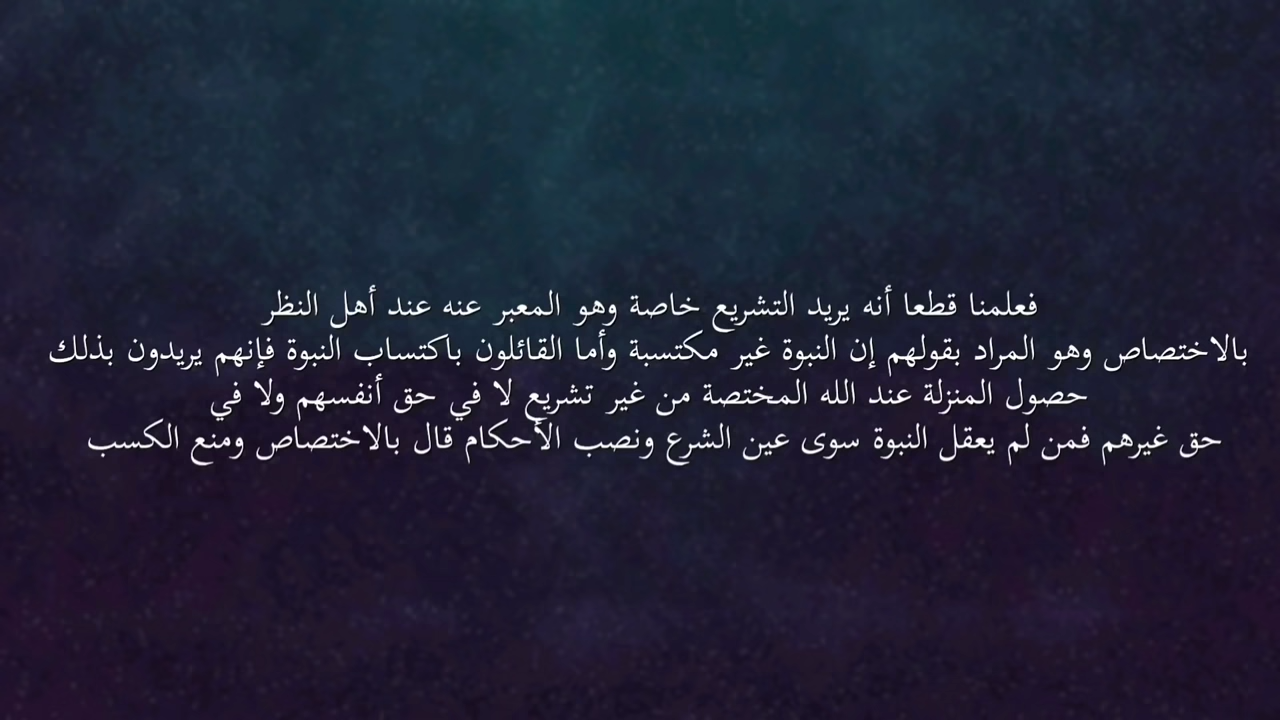 فعلمنا قطعا أنه يريد التشريع خاصة وهو المعبر عنه عند أهل النظر
بالاختصاص وهو المراد بقولهم إن النبوة غير مكتسبة وأما القائلون باكتساب النبوة فإنهم يريدون بذلك
حصول المنزلة عند الله المختصة من غير تشريع لا في حق أنفسهم ولا في
حق غيرهم فمن لم يعقل النبوة سوى عين الشرع ونصب الأحكام قال بالاختصاص ومنع الكسب